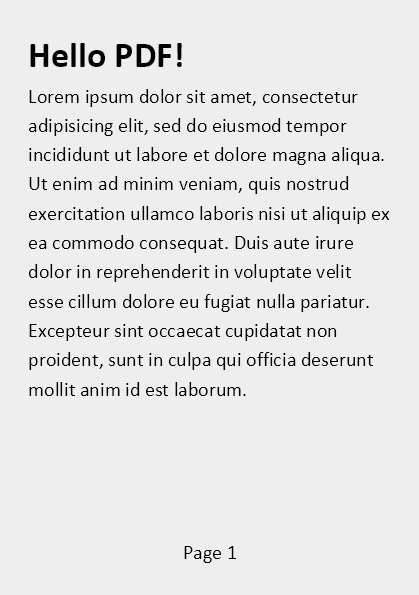 Hello PDF!
Lorem ipsum dolor sit amet, consectetur
adipisicing elit, sed do eiusmod tempor
incididunt ut labore et dolore magna aliqua.
Ut enim ad minim veniam, quis nostrud
exercitation ullamco laboris nisi ut aliquip ex
ea commodo consequat. Duis aute irure
dolor in reprehenderit in voluptate velit
esse cillum dolore eu fugiat nulla pariatur.
Excepteur sint occaecat cupidatat non
proident, sunt in culpa qui officia deserunt
mollit anim id est laborum.
Page 1